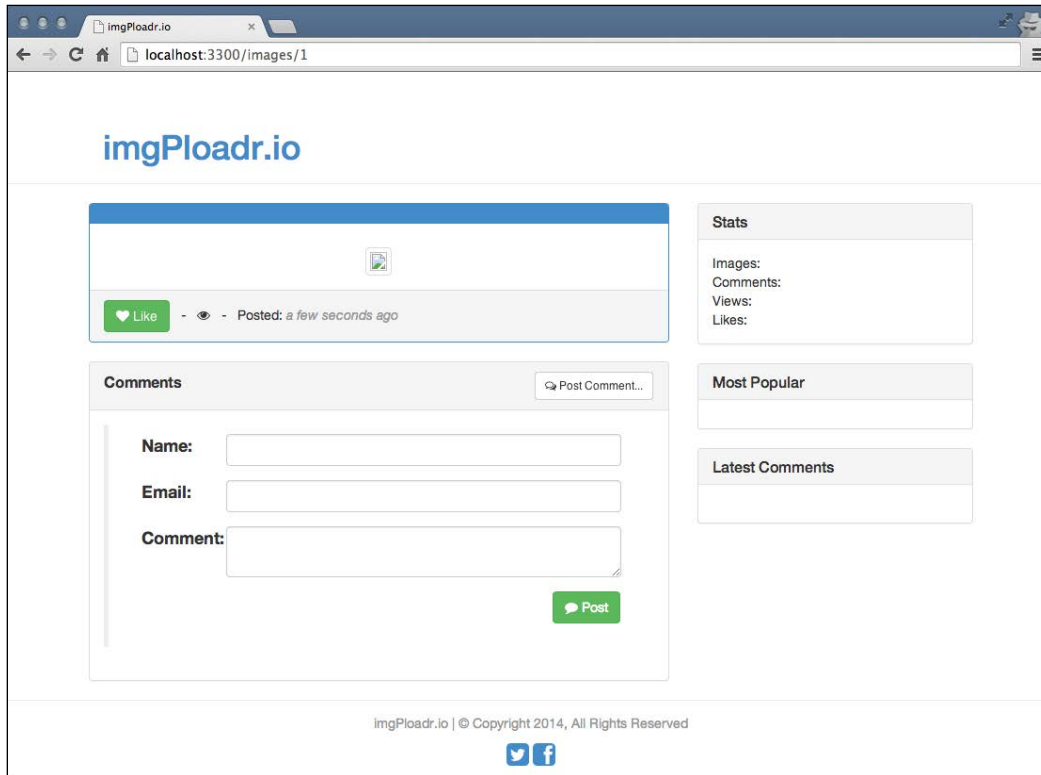 imgPloadr.io
localhost:3300/images/1
imgPloadr.io
Like - - Posted: a few seconds ago
Comments
Post Comment...
Name:
Email:
Comment:
Post
Stats
Images:
Comments:
Views:
Likes:
Most Popular
Latest Comments
imgPloadr.io | © Copyright 2014, All Rights Reserved